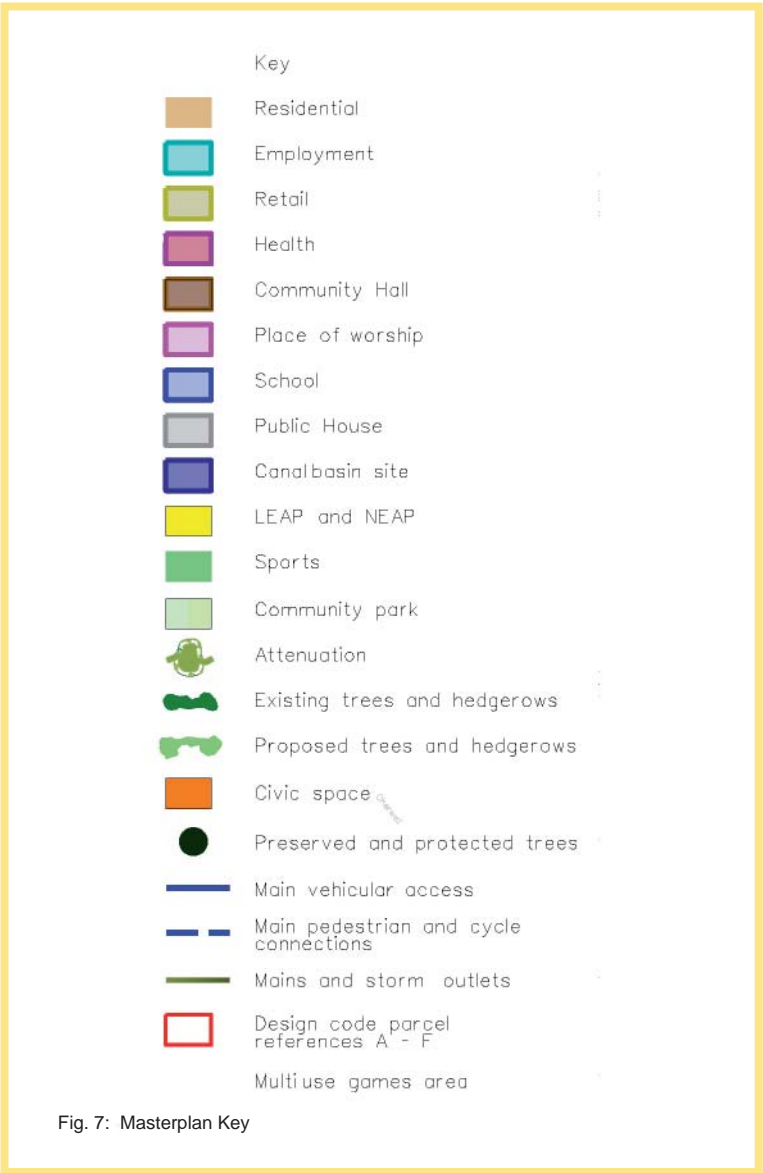 Key
Residential
Employment
Retail
Health
Community Hall
Place of worship
School
Public House
Canalbasin site
LEAP and NEAP
Sports
Community park
Attenuation
Existing trees and hedgerows
Proposed trees and hedgerows
Civic space
Channel
Preserved and protected trees
Main vehicular access
Main pedestrian and cycle
connections
Mains and storm outlets
Design code parcel
references A - F
Multiuse games area
Fig. 7: Masterplan Key